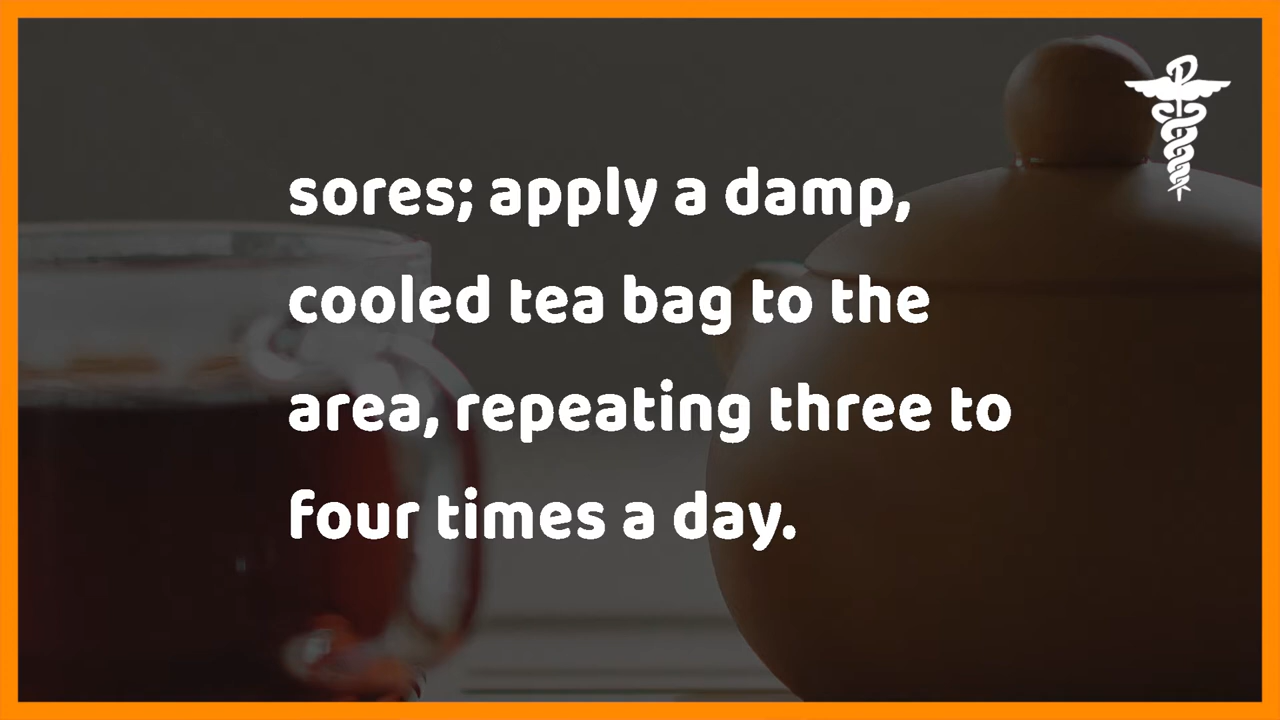 sores; apply a damp,
cooled tea bag to the
area, repeating three to
four times a day.